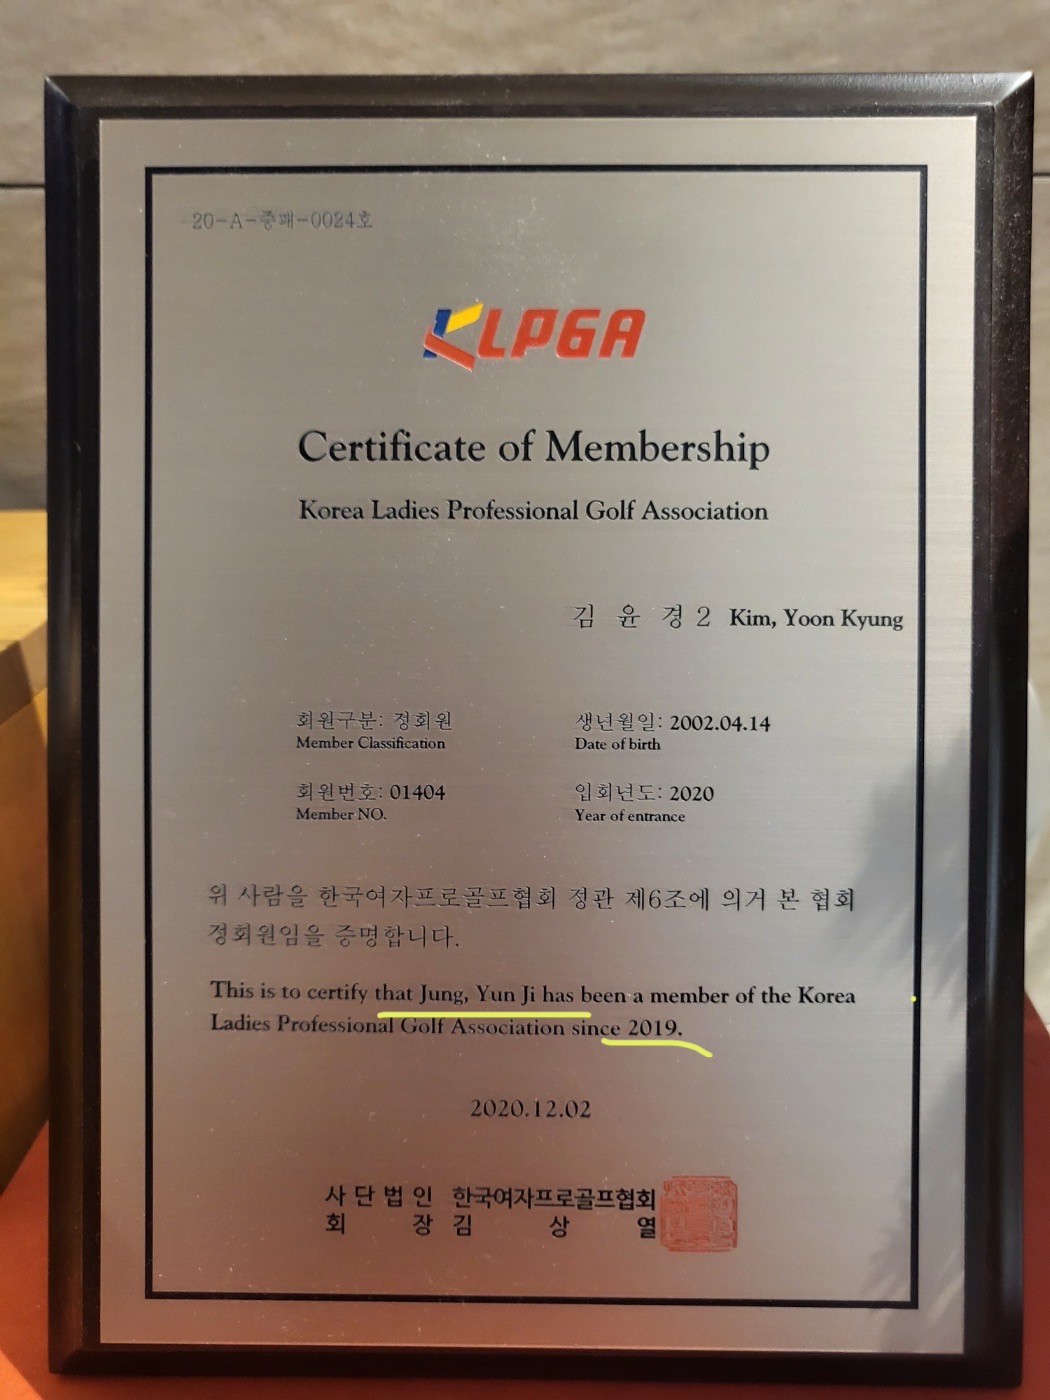 20-A-증패-0024호
KLPGA
Certificate of Membership
Korea Ladies Professional Golf Association
김 윤 경 2 Kim, Yoon Kyung
회원구분: 정회원 생년월일: 2002.04.14
Member Classification Date of birth
회원번호: 01404 입회년도: 2020
Member NO. Year of entrance
위 사람을 한국여자프로골프협회 정관 제6조에 의거 본 협회
정회원임을 증명합니다.
This is to certify that Jung, Yun Ji has been a member of the Korea
Ladies Professional Golf Association since 2019.
2020.12.02
사 단 법 인 한국여자프로골프협회
회 장 김 상 열